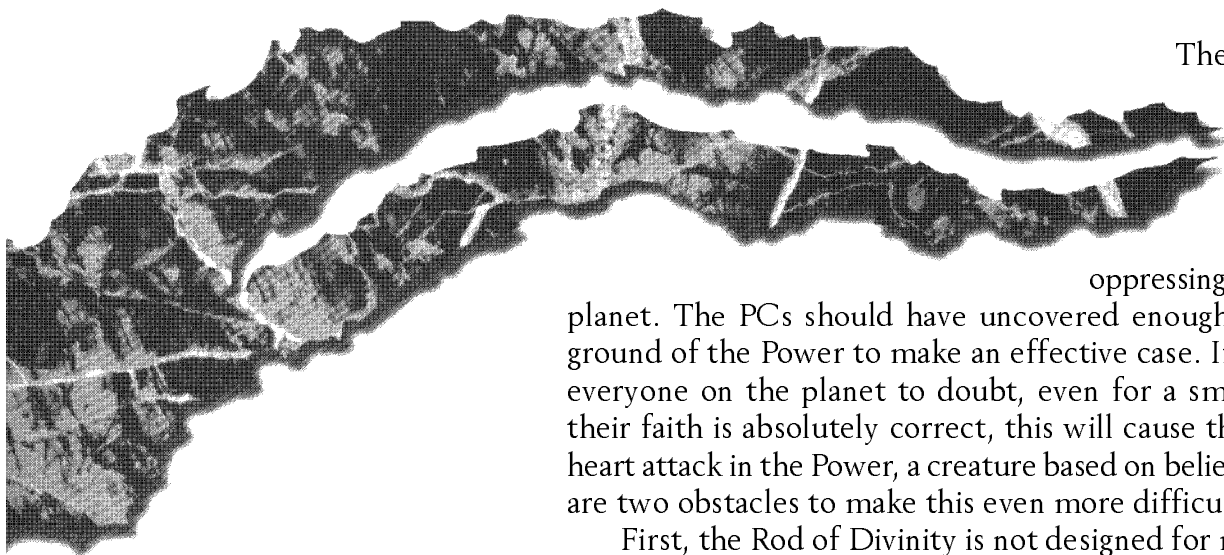 The
oppressing
planet. The PCs should have uncovered enough
ground of the Power to make an effective case. I
everyone on the planet to doubt, even for a sm
their faith is absolutely correct, this will cause th
heart attack in the Power, a creature based on belie
are two obstacles to make this even more difficu
First, the Rod of Divinity is not designed for